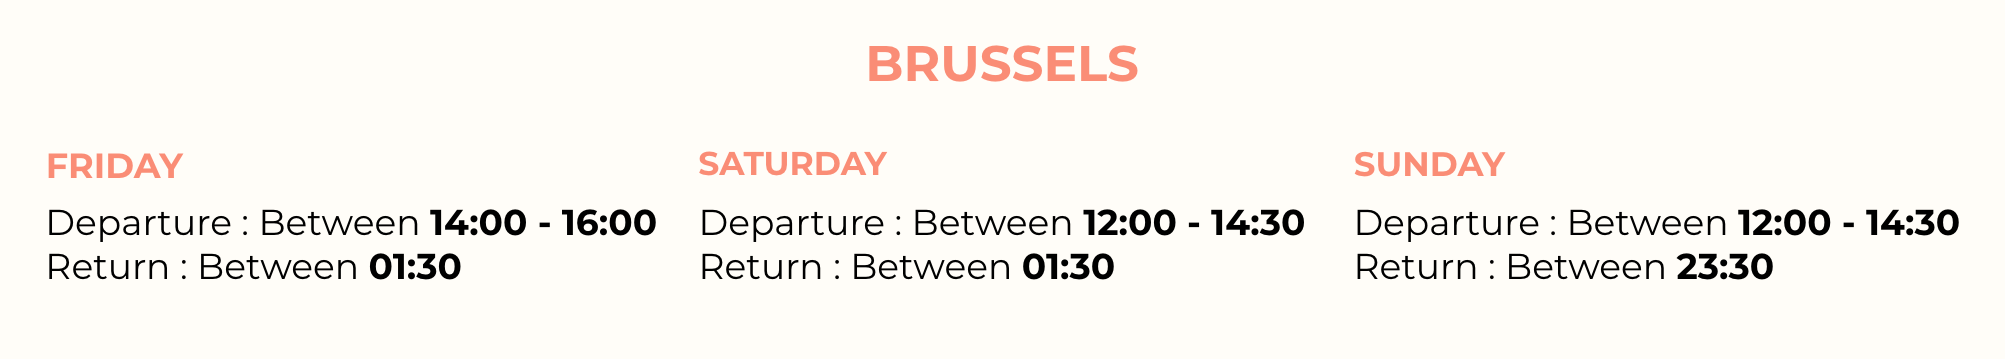 BRUSSELS
FRIDAY
Departure : Between 14:00 - 16:00
Return : Between 01:30
SATURDAY
Departure : Between 12:00 - 14:30
Return : Between 01:30
SUNDAY
Departure : Between 12:00 - 14:30
Return : Between 23:30